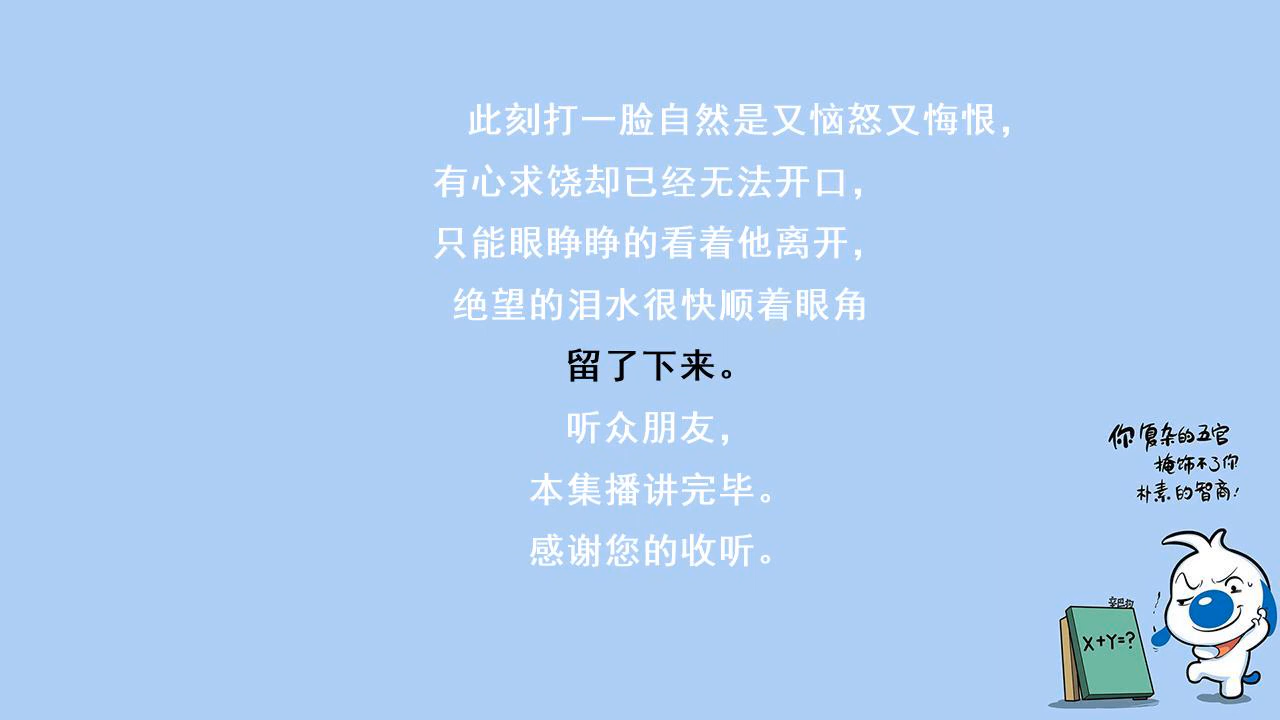 此刻打一脸自然是又恼怒又悔恨，
有心求饶却已经无法开口，
只能眼睁睁的看着他离开，
绝望的泪水很快顺着眼角
留了下来。
听众朋友，
本集播讲完毕。
感谢您的收听。
你复杂的五官
掩饰不了你
朴素的智商！
X+Y=?